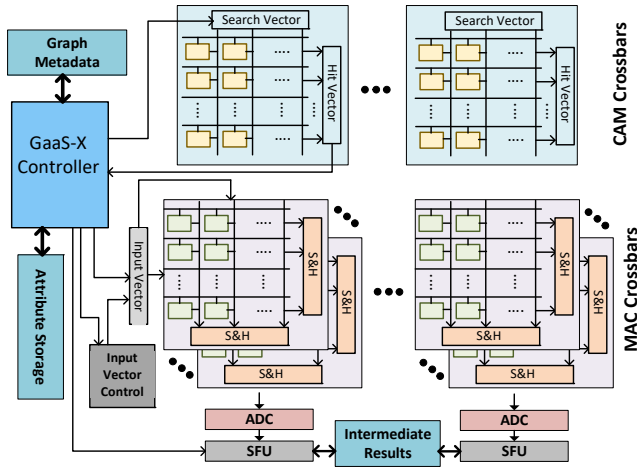 Search Vector
Search Vector
Graph
Metadata
Hit Vector
Hit Vector
CAM Crossbars
GaaS-X
Controller
Input Vector
S&H
S&H
S&H
S&H
MAC Crossbars
Attribute Storage
S&H
S&H
Input
Vector
Control
S&H
S&H
ADC
ADC
SFU
Intermediate
Results
SFU